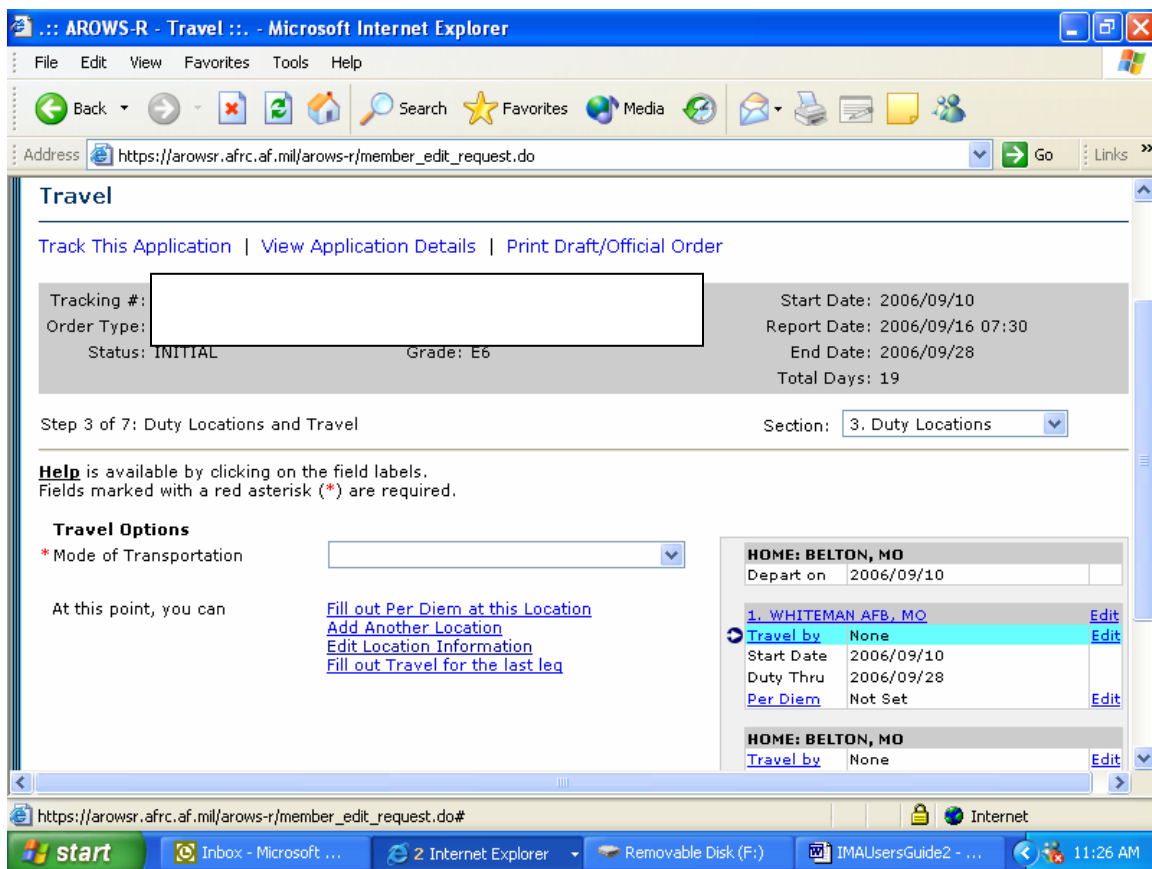 .:: AROWS-R - Travel ::. - Microsoft Internet Explorer
File Edit View Favorites Tools Help
Back Search Favorites Media
Address https://arowsr.afrc.af.mil/arows-r/member_edit_request.do Go Links »
Travel
Track This Application | View Application Details | Print Draft/Official Order
Tracking #: Start Date: 2006/09/10
Order Type: Report Date: 2006/09/16 07:30
Status: INITIAL Grade: E6 End Date: 2006/09/28
Total Days: 19
Step 3 of 7: Duty Locations and Travel Section: 3. Duty Locations
Help is available by clicking on the field labels.
Fields marked with a red asterisk (*) are required.
Travel Options
* Mode of Transportation
At this point, you can Fill out Per Diem at this Location
Add Another Location
Edit Location Information
Fill out Travel for the last leg
HOME: BELTON, MO
Depart on 2006/09/10
1. WHITEMAN AFB, MO Edit
Travel by None Edit
Start Date 2006/09/10
Duty Thru 2006/09/28
Per Diem Not Set Edit
HOME: BELTON, MO
Travel by None Edit
https://arowsr.afrc.af.mil/arows-r/member_edit_request.do# Internet
start Inbox - Microsoft ... 2 Internet Explorer Removable Disk (F:) IMAUsersGuide2 - ... 11:26 AM